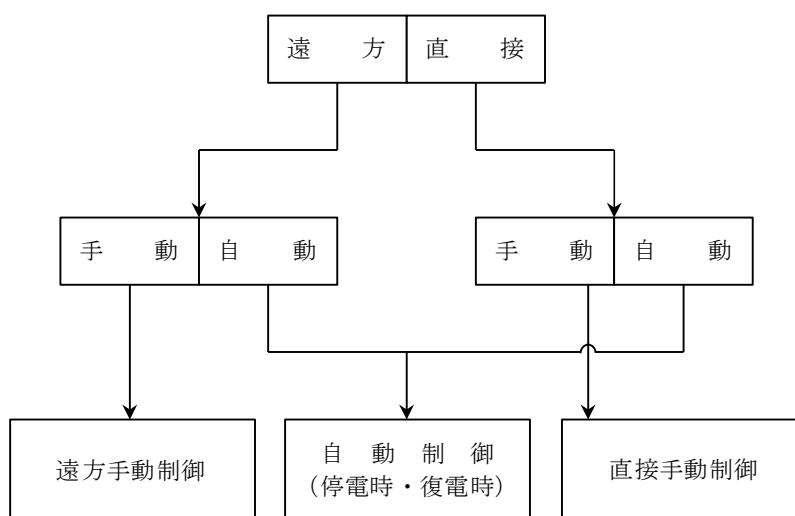 遠方 直接
手動 自動 手動 自動
遠方手動制御
自動制御
(停電時・復電時)
直接手動制御